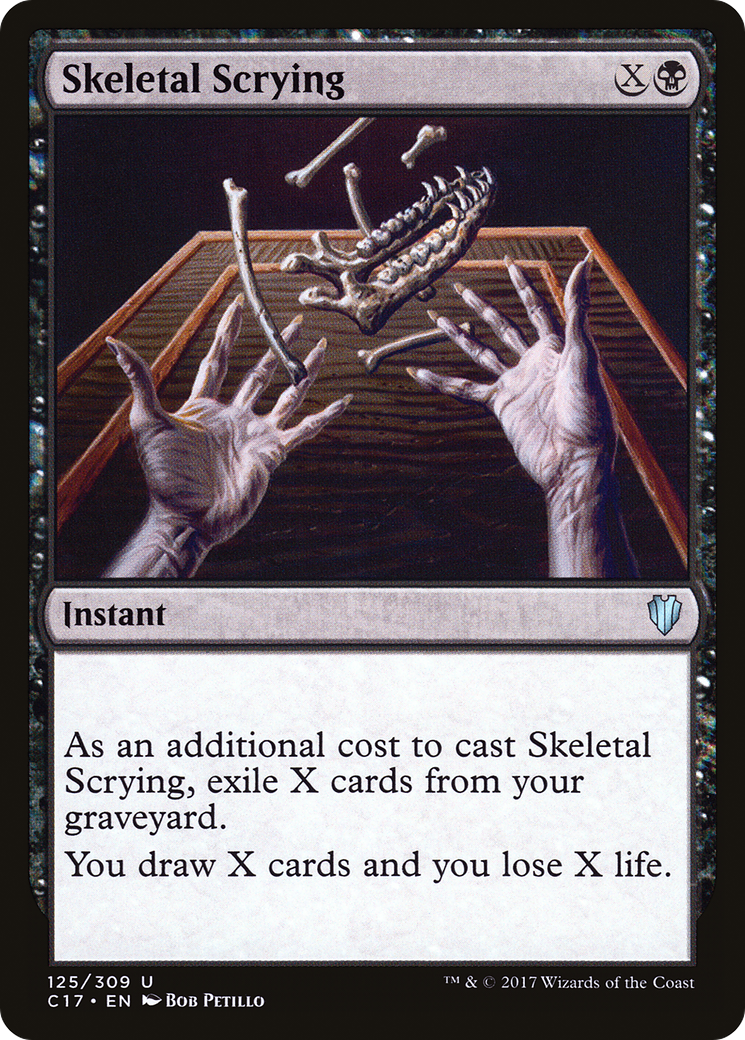 Skeletal Scrying X
Instant
As an additional cost to cast Skeletal
Scrying, exile X cards from your
graveyard.
You draw X cards and you lose X life.
125/309 U
C17 • EN Bob Petillo
™ & © 2017 Wizards of the Coast